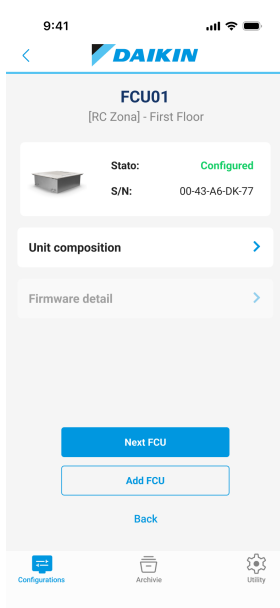 9:41
DAIKIN
FCU01
[RC Zona] - First Floor
Stato: Configured
S/N: 00-43-A6-DK-77
Unit composition
Firmware detail
Next FCU
Add FCU
Back
Configurations Archivie Utility